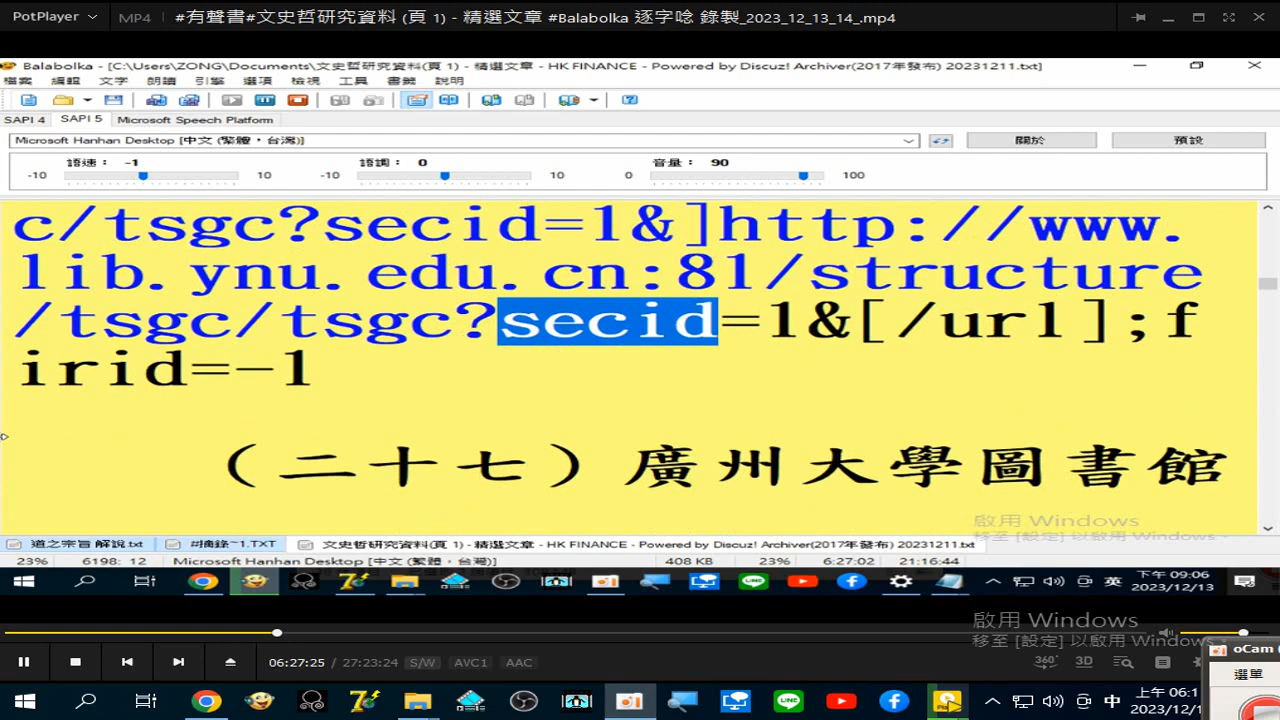 PotPlayer MP4 #有聲書#文史哲研究資料 (頁 1) - 精選文章 #Balabolka 逐字唸 錄製_2023_12_13_14_.mp4
Balabolka - [C:\Users\ZONG\Documents\文史哲研究資料(頁 1) - 精選文章 - HK FINANCE - Powered by Discuz! Archiver(2017年發布) 20231211.txt]
檔案 編輯 文字 朗讀 引擎 選項 檢視 工具 書籤 說明
SAPI 4 SAPI 5 Microsoft Speech Platform
Microsoft Hanhan Desktop [中文 (繁體，台灣)] 關於 預設
語速： -1 語調： 0 音量： 90
-10 10 -10 10 0 100
c/tsgc?secid=1&]http://www.
lib.ynu.edu.cn:81/structure
/tsgc/tsgc?secid=1&[/url];f
irid=-1
（二十七）廣州大學圖書館
啟用 Windows
道之宗旨 解說.txt #摘錄~1.TXT 文史哲研究資料(頁 1) - 精選文章 - HK FINANCE - Powered by Discuz! Archiver(2017年發布) 20231211.txt
23% 6198: 12 Microsoft Hanhan Desktop [中文 (繁體，台灣)] 408 KB 23% 6:27:02 21:16:44
英 下午 09:06
2023/12/13
啟用 Windows
移至 [設定] 以啟用 Windows。
oCam
06:27:25 / 27:23:24 S/W AVC1 AAC 360° 3D
選單
中 上午 06:1
2023/12/1